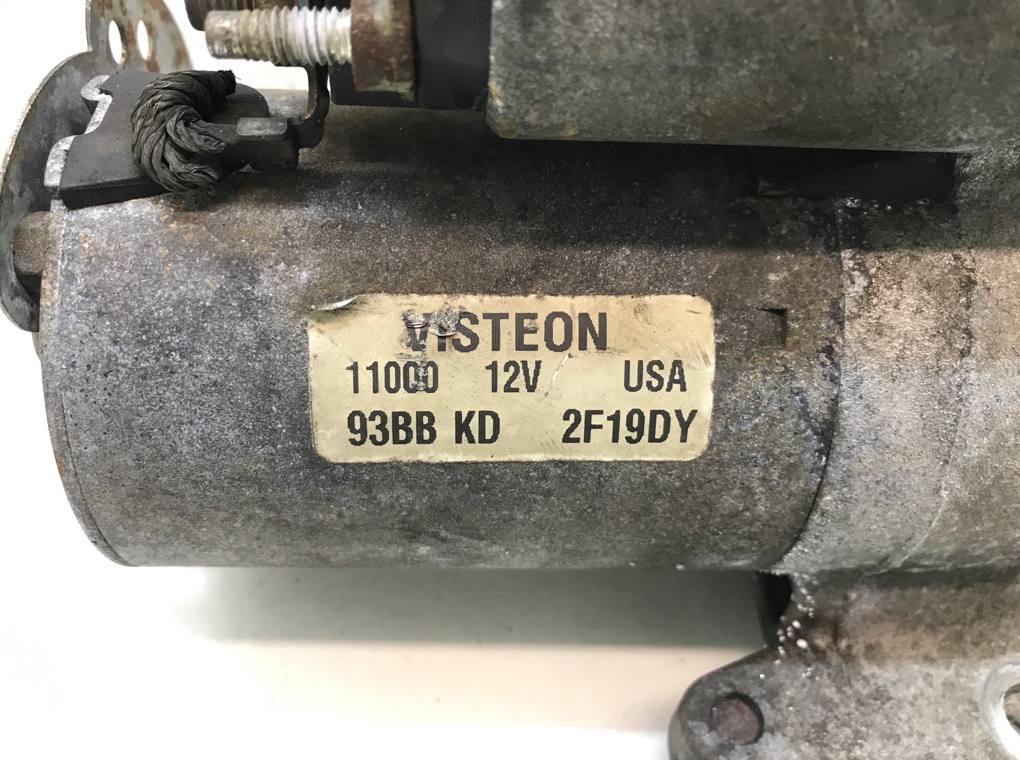 VISTEON
11000 12V USA
93BB KD 2F19DY